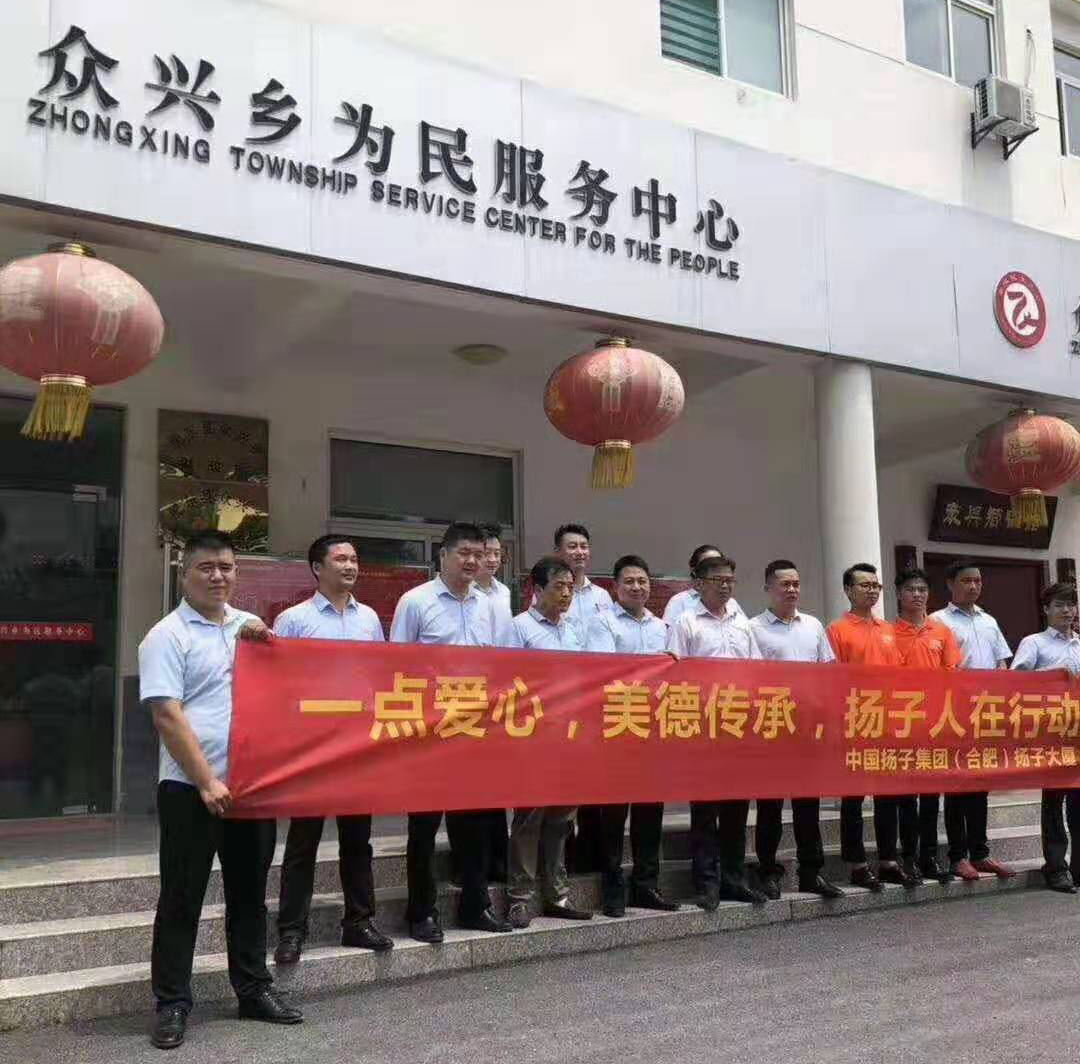 众兴乡为民服务中心
ZHONGXING TOWNSHIP SERVICE CENTER FOR THE PEOPLE
一点爱心，美德传承，扬子人在行动
中国扬子集团（合肥）扬子大厦